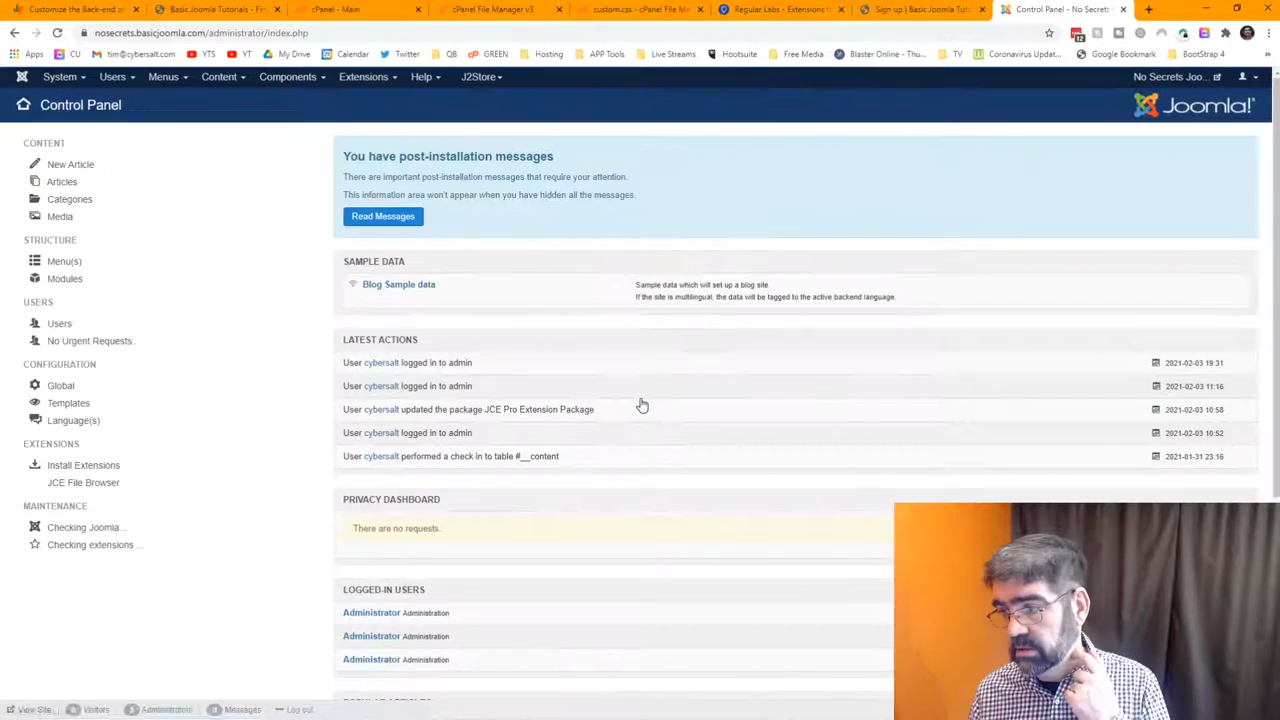 Customize the Back-end of
Basic Joomla Tutorials - Fi
cPanel - Main
cPanel File Manager v3
custom.css - cPanel File M
Regular Labs - Extensions f
Sign up | Basic Joomla Tut
Control Panel - No Secrets
nosecrets.basicjoomla.com/administrator/index.php
12
Apps
CU
tim@cybersalt.com
YTS
YT
My Drive
Calendar
Twitter
QB
GREEN
Hosting
APP Tools
Live Streams
Hootsuite
Free Media
Blaster Online - Thu...
TV
Coronavirus Updat...
Google Bookmark
BootStrap 4
System
Users
Menus
Content
Components
Extensions
Help
J2Store
No Secrets Joo...
Control Panel
Joomla!
CONTENT
New Article
Articles
Categories
Media
STRUCTURE
Menu(s)
Modules
USERS
Users
No Urgent Requests.
CONFIGURATION
Global
Templates
Language(s)
EXTENSIONS
Install Extensions
JCE File Browser
MAINTENANCE
Checking Joomla...
Checking extensions ...
You have post-installation messages
There are important post-installation messages that require your attention.
This information area won't appear when you have hidden all the messages.
Read Messages
SAMPLE DATA
Blog Sample data
Sample data which will set up a blog site.
If the site is multilingual, the data will be tagged to the active backend language.
LATEST ACTIONS
User cybersalt logged in to admin 2021-02-03 19:31
User cybersalt logged in to admin 2021-02-03 11:16
User cybersalt updated the package JCE Pro Extension Package 2021-02-03 10:58
User cybersalt logged in to admin 2021-02-03 10:52
User cybersalt performed a check in to table #__content 2021-01-31 23:16
PRIVACY DASHBOARD
There are no requests.
LOGGED-IN USERS
Administrator Administration
Administrator Administration
Administrator Administration
View Site
Visitors
Administrators
Messages
Log out